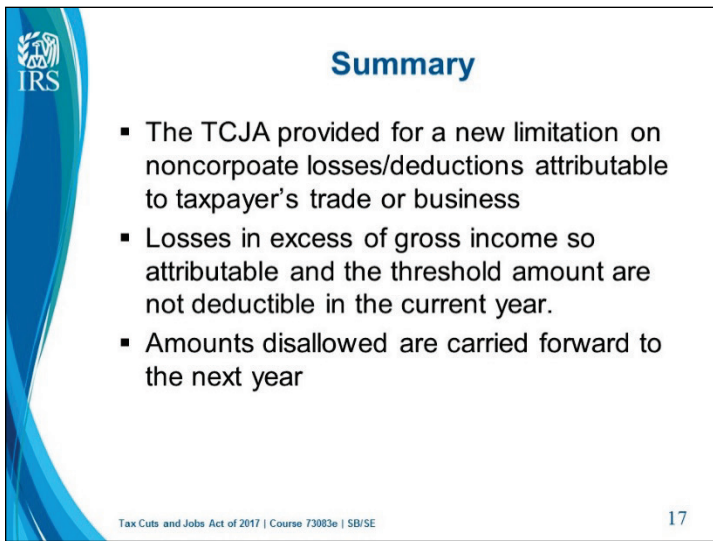 IRS
Summary
▪ The TCJA provided for a new limitation on
noncorpoate losses/deductions attributable
to taxpayer's trade or business
▪ Losses in excess of gross income so
attributable and the threshold amount are
not deductible in the current year.
▪ Amounts disallowed are carried forward to
the next year
Tax Cuts and Jobs Act of 2017 | Course 73083e | SB/SE
17